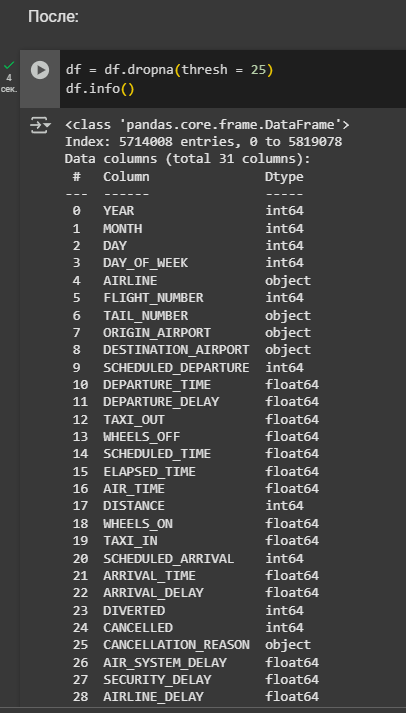 После:
4
сек.
df = df.dropna(thresh = 25)
df.info()
<class 'pandas.core.frame.DataFrame'>
Index: 5714008 entries, 0 to 5819078
Data columns (total 31 columns):
 #   Column               Dtype
---  ------               -----
 0   YEAR                 int64
 1   MONTH                int64
 2   DAY                  int64
 3   DAY_OF_WEEK          int64
 4   AIRLINE              object
 5   FLIGHT_NUMBER        int64
 6   TAIL_NUMBER          object
 7   ORIGIN_AIRPORT       object
 8   DESTINATION_AIRPORT  object
 9   SCHEDULED_DEPARTURE  int64
 10  DEPARTURE_TIME       float64
 11  DEPARTURE_DELAY      float64
 12  TAXI_OUT             float64
 13  WHEELS_OFF           float64
 14  SCHEDULED_TIME       float64
 15  ELAPSED_TIME         float64
 16  AIR_TIME             float64
 17  DISTANCE             int64
 18  WHEELS_ON            float64
 19  TAXI_IN              float64
 20  SCHEDULED_ARRIVAL    int64
 21  ARRIVAL_TIME         float64
 22  ARRIVAL_DELAY        float64
 23  DIVERTED             int64
 24  CANCELLED            int64
 25  CANCELLATION_REASON  object
 26  AIR_SYSTEM_DELAY     float64
 27  SECURITY_DELAY       float64
 28  AIRLINE_DELAY        float64